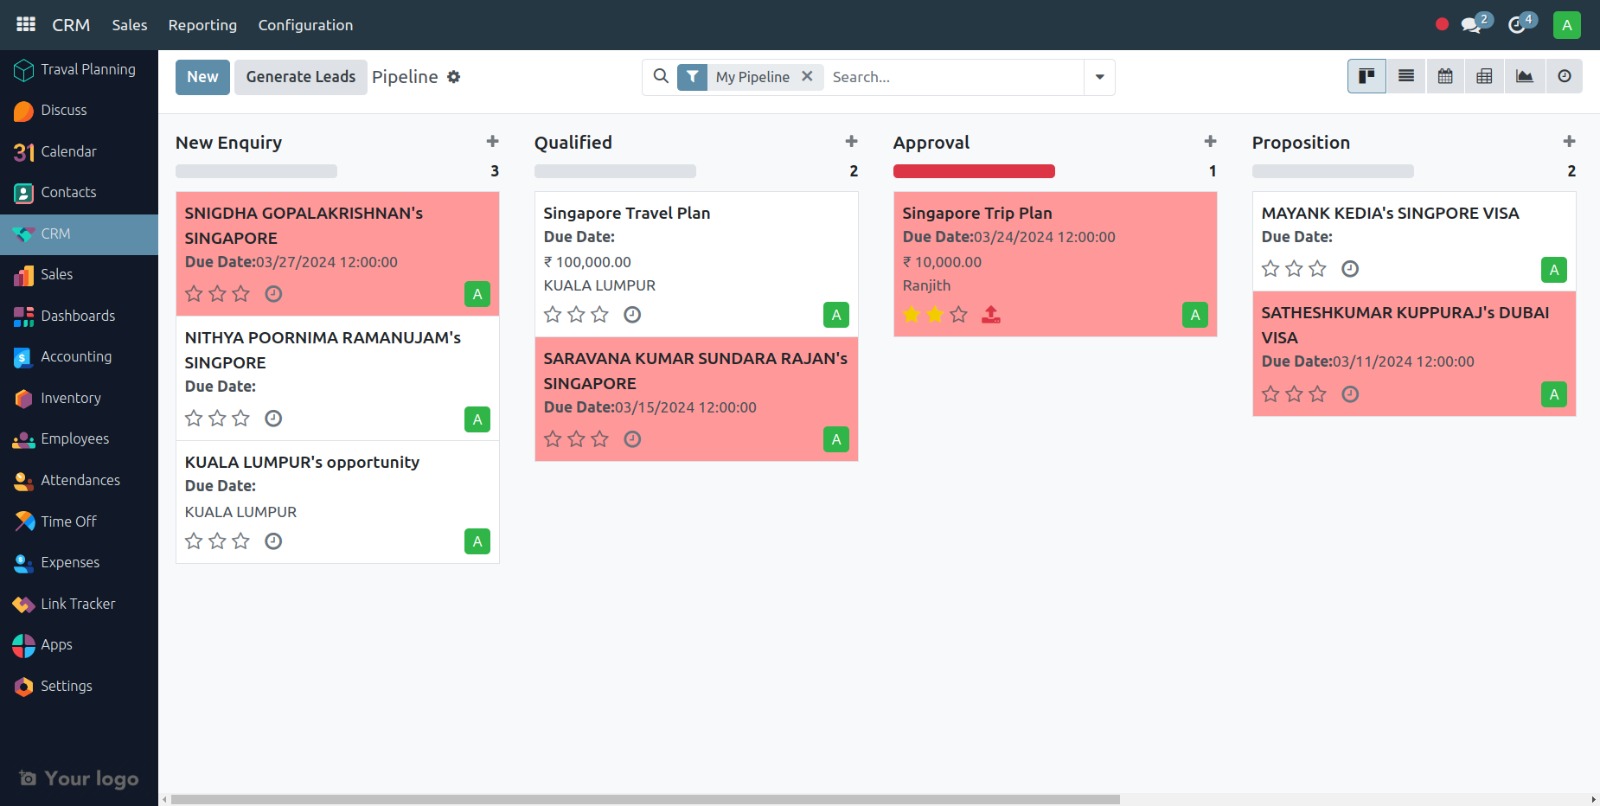 CRM Sales Reporting Configuration 2 4 A
Traval Planning
Discuss
31 Calendar
Contacts
CRM
Sales
Dashboards
Accounting
Inventory
Employees
Attendances
Time Off
Expenses
Link Tracker
Apps
Settings
Your logo
New Generate Leads Pipeline My Pipeline Search...
New Enquiry
3
SNIGDHA GOPALAKRISHNAN's
SINGAPORE
Due Date:03/27/2024 12:00:00
A
NITHYA POORNIMA RAMANUJAM's
SINGPORE
Due Date:
A
KUALA LUMPUR's opportunity
Due Date:
KUALA LUMPUR
A
Qualified
2
Singapore Travel Plan
Due Date:
₹ 100,000.00
KUALA LUMPUR
A
SARAVANA KUMAR SUNDARA RAJAN's
SINGAPORE
Due Date:03/15/2024 12:00:00
A
Approval
1
Singapore Trip Plan
Due Date:03/24/2024 12:00:00
₹ 10,000.00
Ranjith
A
Proposition
2
MAYANK KEDIA's SINGPORE VISA
Due Date:
A
SATHESHKUMAR KUPPURAJ's DUBAI
VISA
Due Date:03/11/2024 12:00:00
A